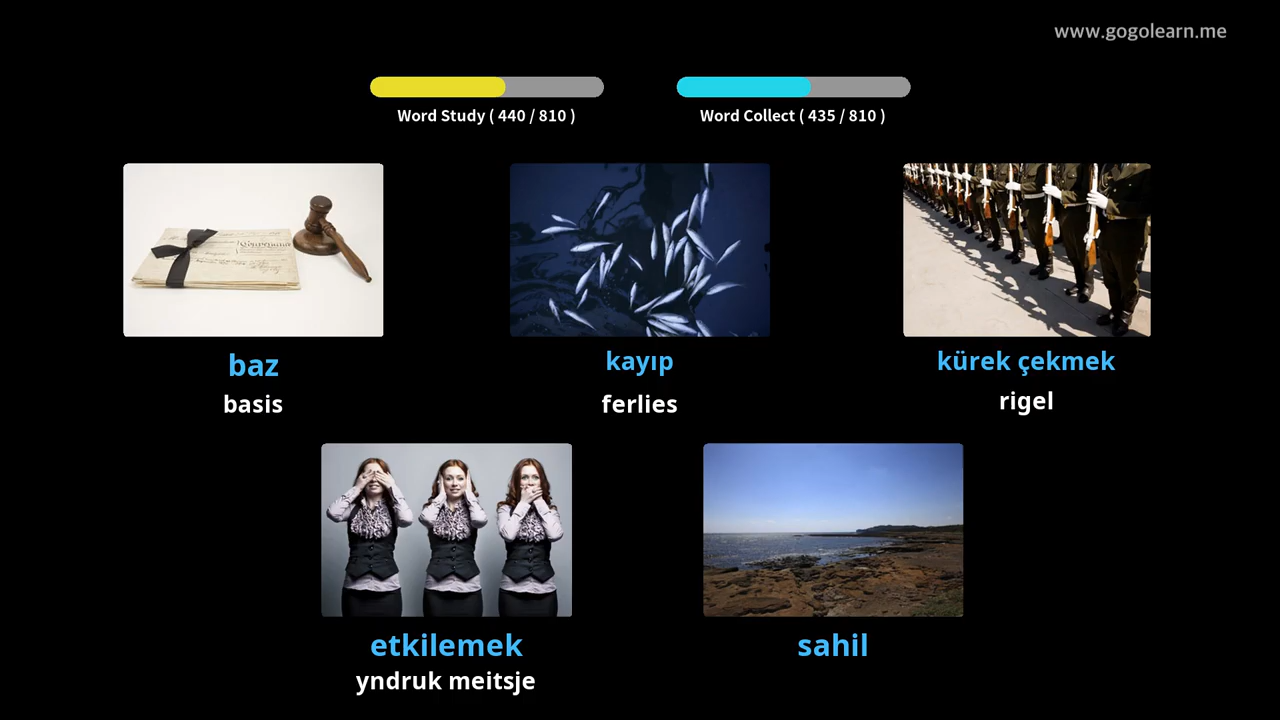 www.gogolearn.me
Word Study ( 440 / 810 )
Word Collect ( 435 / 810 )
baz
basis
kayıp
ferlies
kürek çekmek
rigel
etkilemek
yndruk meitsje
sahil